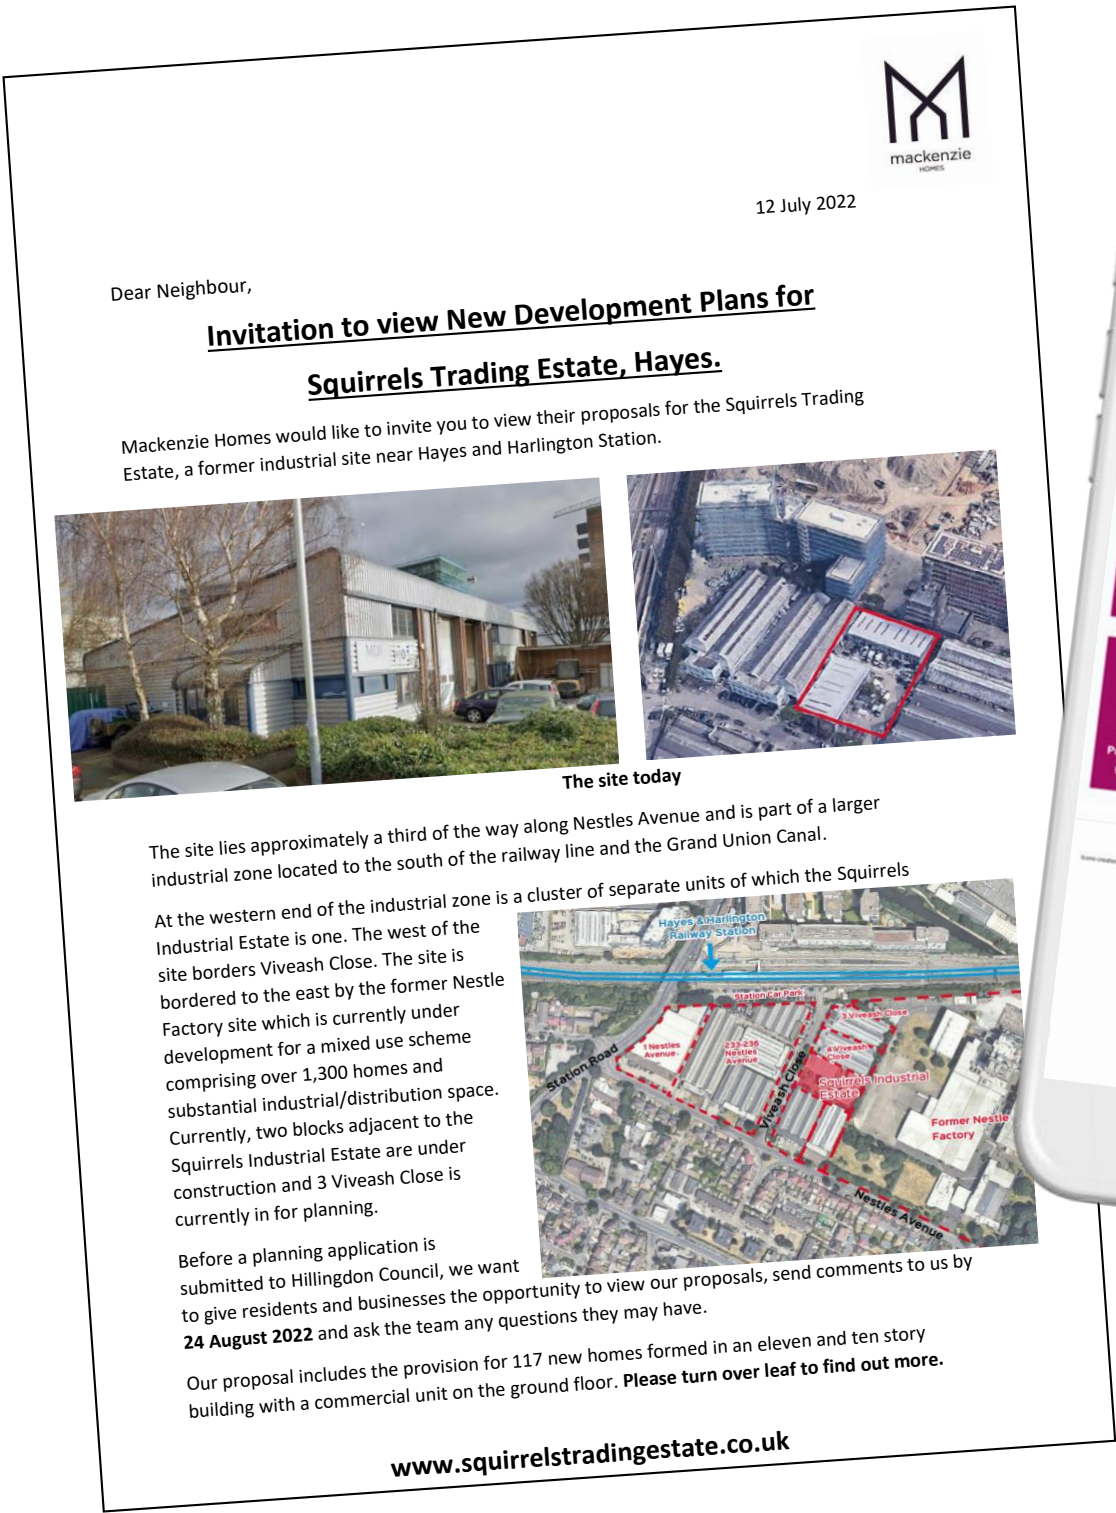 mackenzie
HOMES
12 July 2022
Dear Neighbour,
Invitation to view New Development Plans for
Squirrels Trading Estate, Hayes.
Mackenzie Homes would like to invite you to view their proposals for the Squirrels Trading
Estate, a former industrial site near Hayes and Harlington Station.
The site today
The site lies approximately a third of the way along Nestles Avenue and is part of a larger
industrial zone located to the south of the railway line and the Grand Union Canal.
At the western end of the industrial zone is a cluster of separate units of which the Squirrels
Industrial Estate is one. The west of the
site borders Viveash Close. The site is
bordered to the east by the former Nestle
Factory site which is currently under
development for a mixed use scheme
comprising over 1,300 homes and
substantial industrial/distribution space.
Currently, two blocks adjacent to the
Squirrels Industrial Estate are under
construction and 3 Viveash Close is
currently in for planning.
Hayes & Harlington
Railway Station
Station Car Park
3 Viveash Close
1 Nestles
Avenue
233-236
Nestles
Avenue
4 Viveash
Close
Station Road
Viveash Close
Squirrels Industrial
Estate
Former Nestle
Factory
Nestles Avenue
Before a planning application is
submitted to Hillingdon Council, we want
to give residents and businesses the opportunity to view our proposals, send comments to us by
24 August 2022 and ask the team any questions they may have.
Our proposal includes the provision for 117 new homes formed in an eleven and ten story
building with a commercial unit on the ground floor. Please turn over leaf to find out more.
www.squirrelstradingestate.co.uk